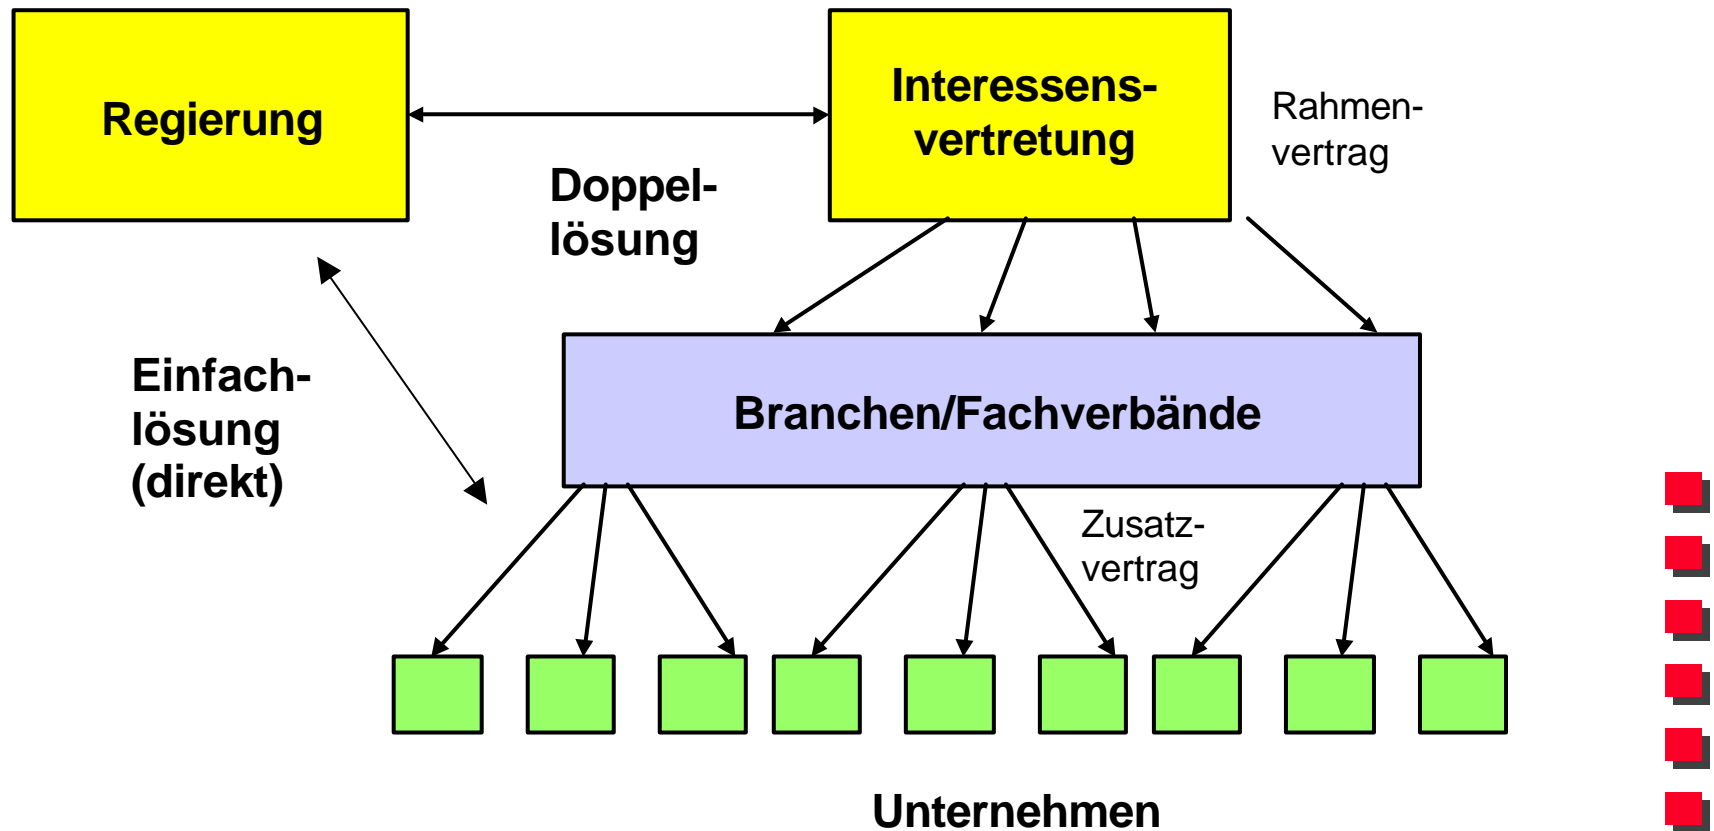 Regierung
Interessens-
vertretung
Rahmen-
vertrag
Doppel-
lösung
Einfach-
lösung
(direkt)
Branchen/Fachverbände
Zusatz-
vertrag
Unternehmen